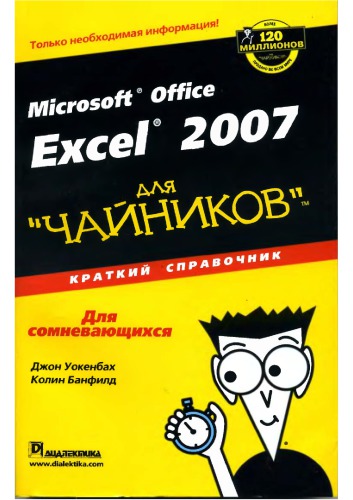 Только необходимая информация!
БОЛЕЕ
120
МИЛЛИОНОВ
Microsoft® Office
Excel® 2007
ДЛЯ
"ЧАЙНИКОВ"™
КРАТКИЙ СПРАВОЧНИК
Для
сомневающихся
Джон Уокенбах
Колин Банфилд
ДИАЛЕКТИКА
www.dialektika.com